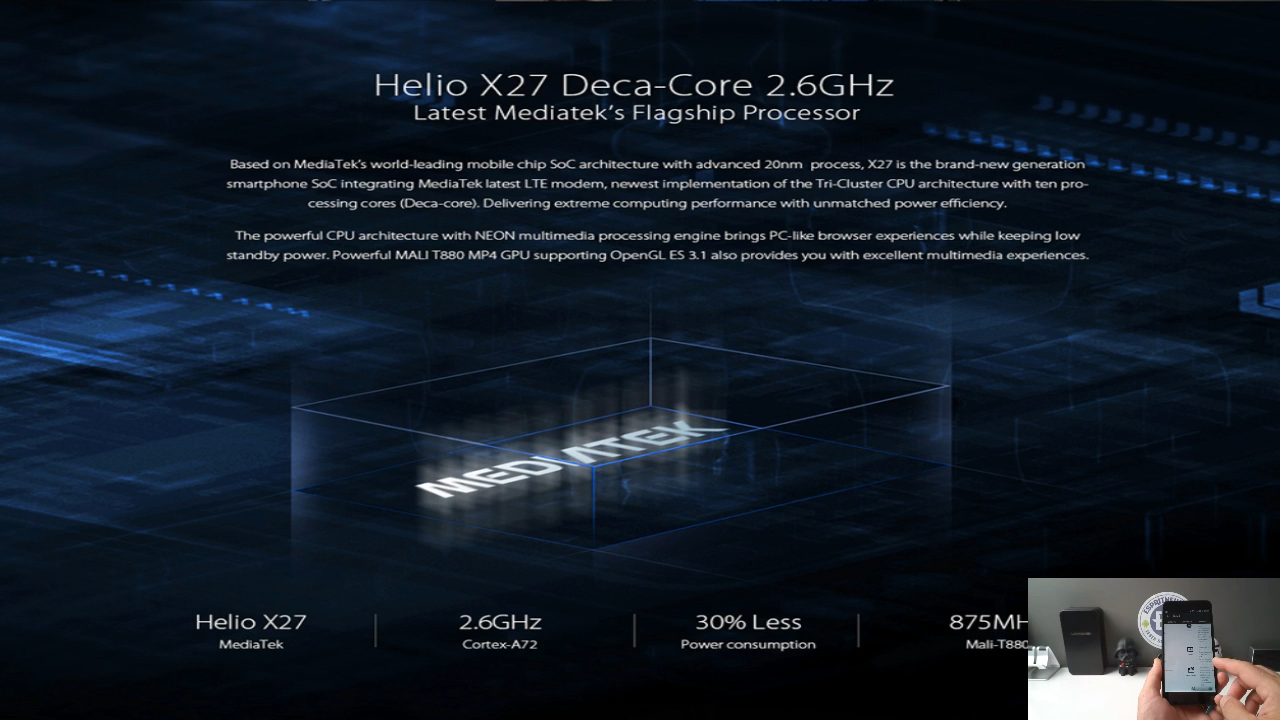 Helio X27 Deca-Core 2.6GHz
Latest Mediatek's Flagship Processor
Based on MediaTek's world-leading mobile chip SoC architecture with advanced 20nm process, X27 is the brand-new generation
smartphone SoC integrating MediaTek latest LTE modem, newest implementation of the Tri-Cluster CPU architecture with ten pro-
cessing cores (Deca-core). Delivering extreme computing performance with unmatched power efficiency.
The powerful CPU architecture with NEON multimedia processing engine brings PC-like browser experiences while keeping low
standby power. Powerful MALI T880 MP4 GPU supporting OpenGL ES 3.1 also provides you with excellent multimedia experiences.
MEDIATEK
Helio X27
MediaTek
2.6GHz
Cortex-A72
30% Less
Power consumption
875MH
Mali-T880